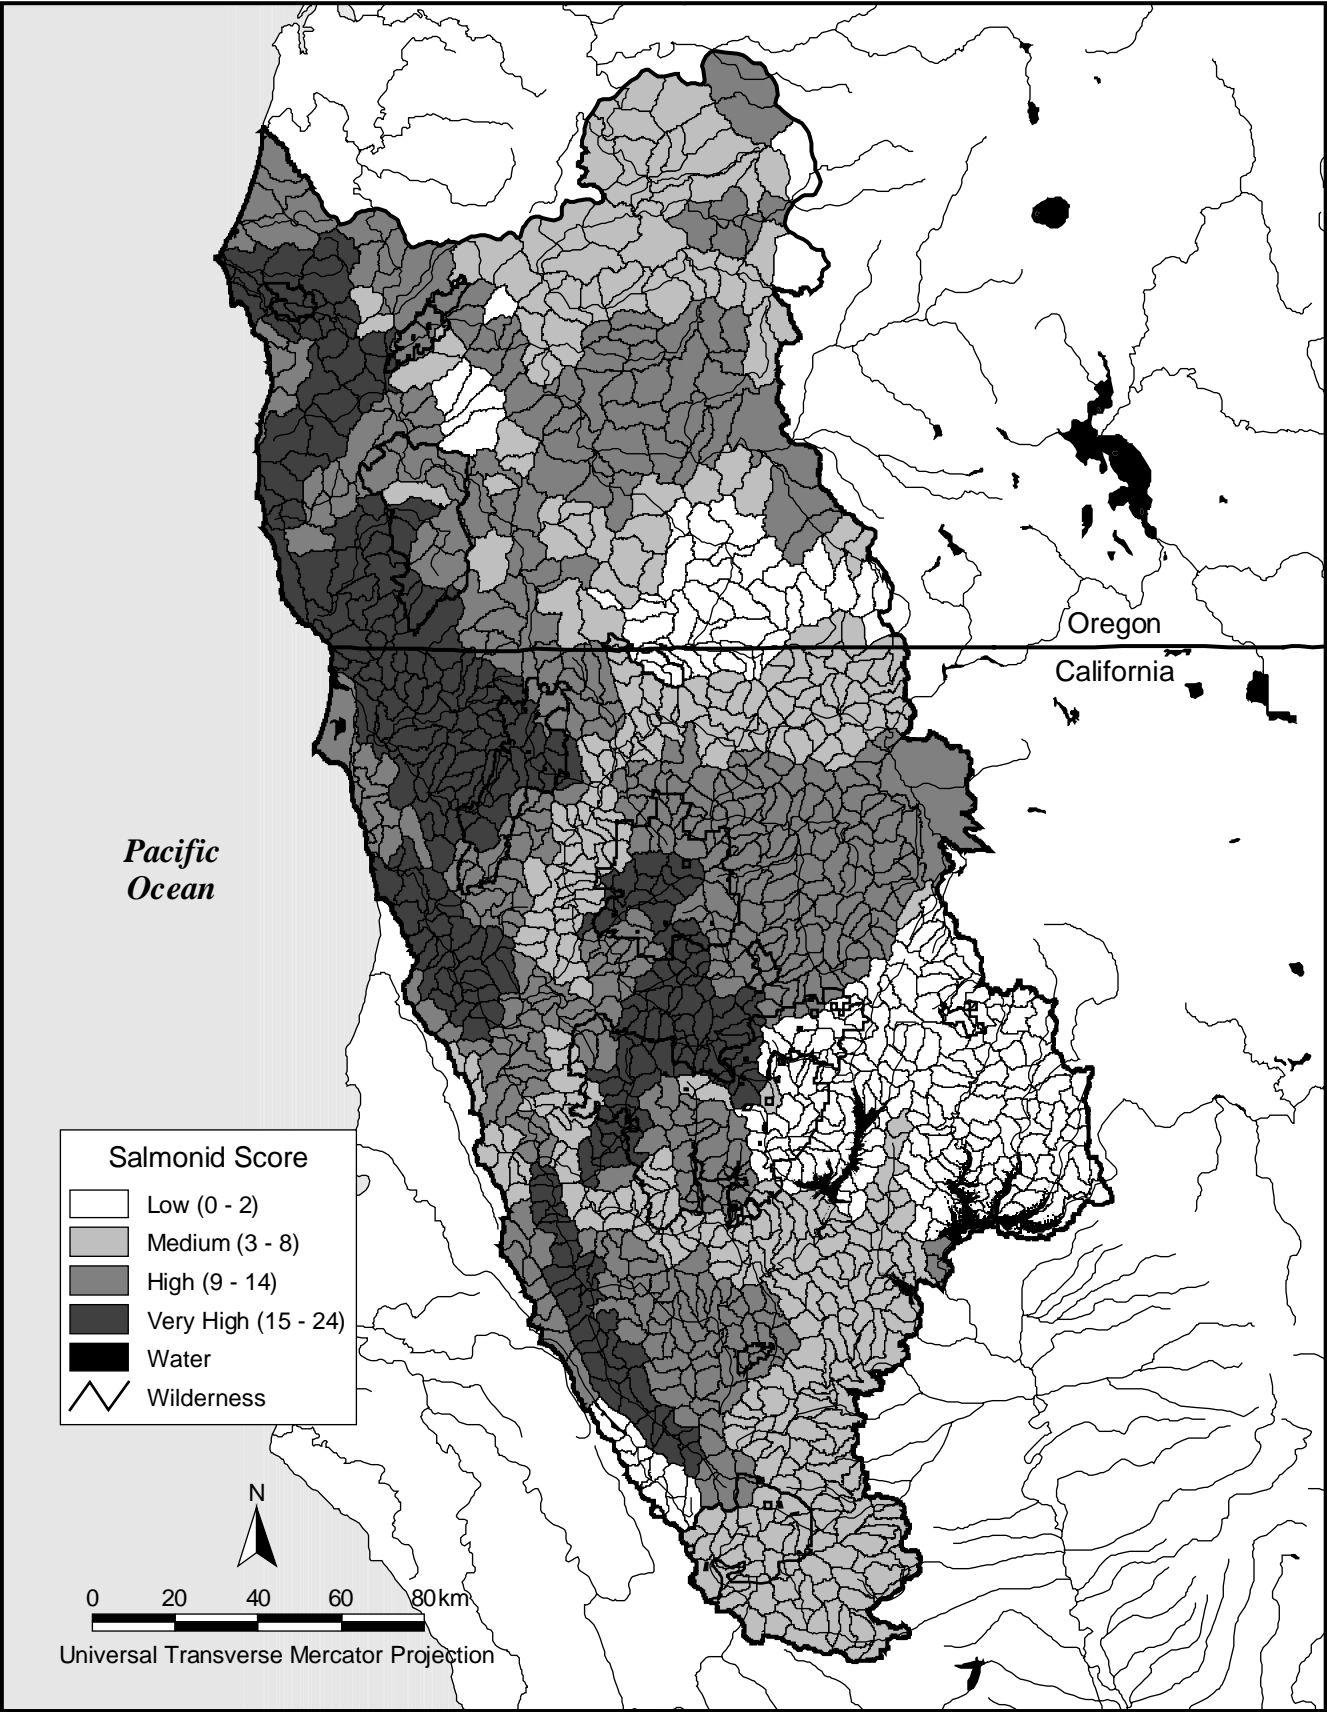 Oregon
California
Pacific
Ocean
Salmonid Score
Low (0 - 2)
Medium (3 - 8)
High (9 - 14)
Very High (15 - 24)
Water
Wilderness
N
0 20 40 60 80km
Universal Transverse Mercator Projection